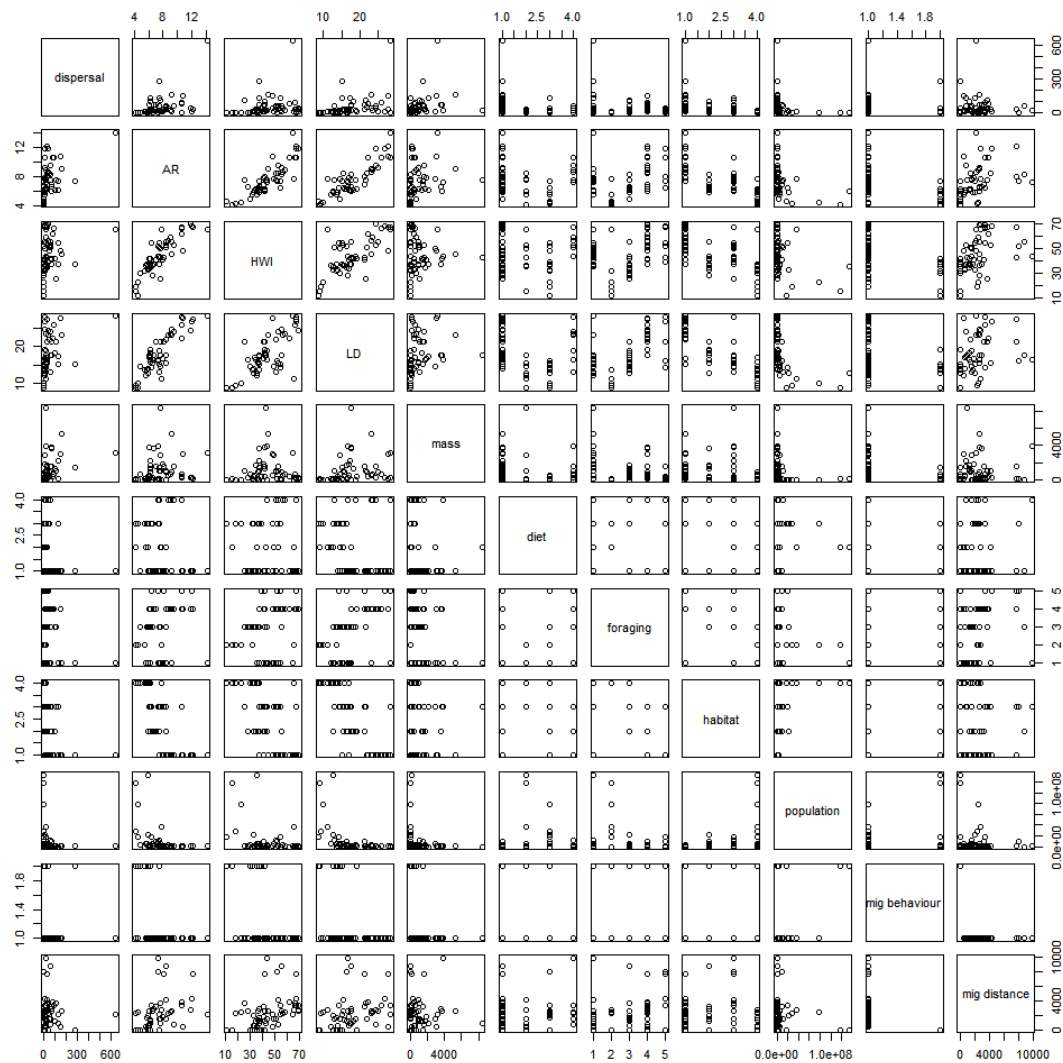 4 8 12 10 20 1.0 2.5 4.0 1.0 2.5 4.0 1.0 1.4 1.8
dispersal 0 300 600
4 8 12 AR
HWI 10 30 50 70
10 20 LD
mass 0 4000
1.0 2.5 4.0 diet
foraging 1 2 3 4 5
1.0 2.5 4.0 habitat
population 0.0e+00 1.0e+08
1.0 1.4 1.8 mig behaviour
mig distance 0 4000 10000
0 300 600 10 30 50 70 0 4000 1 2 3 4 5 0.0e+00 1.0e+08 0 4000 10000